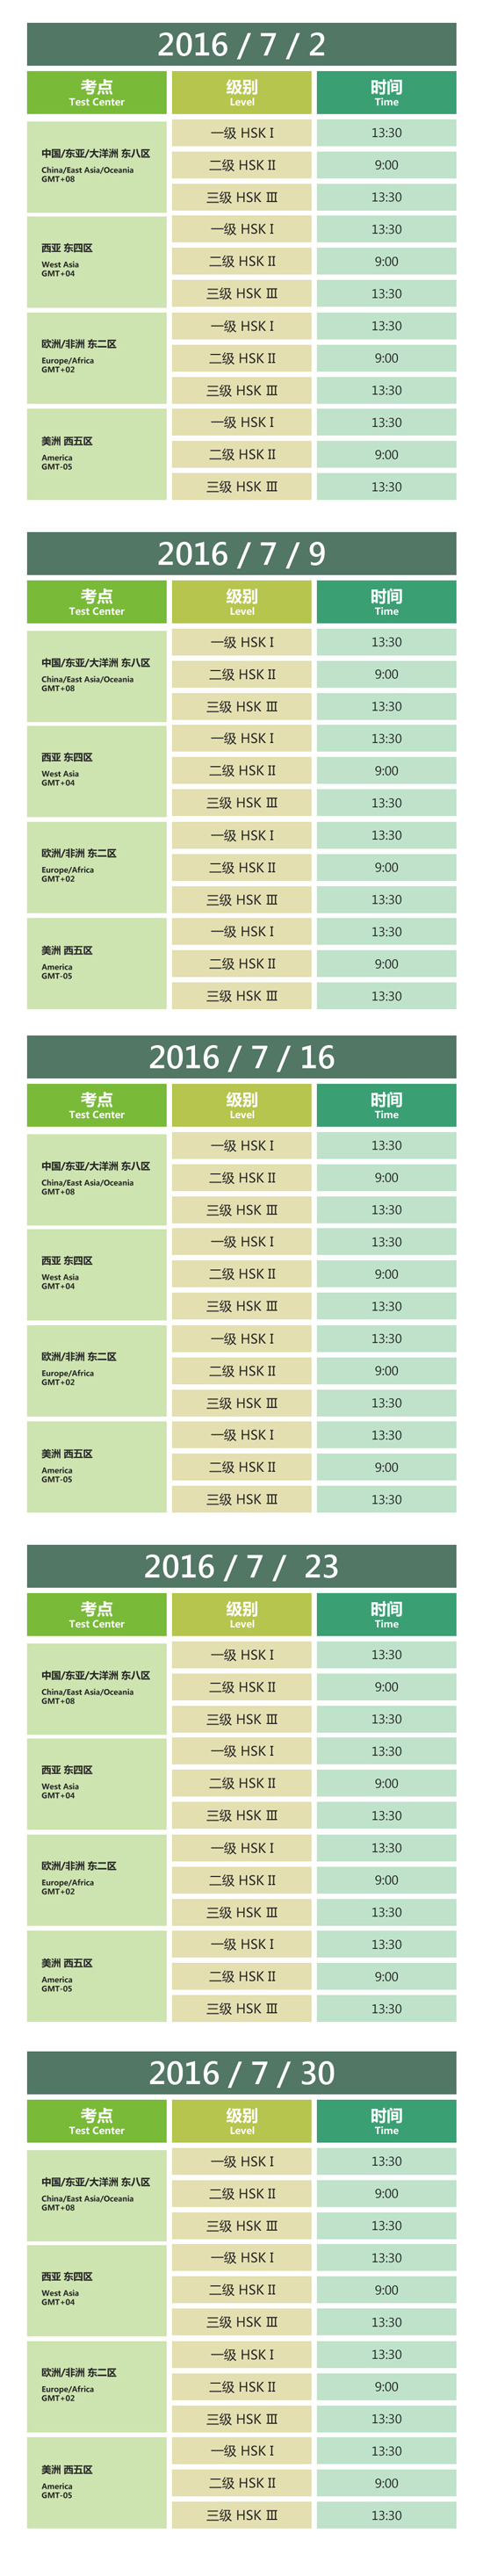 2016 / 7 / 2
考点 级别 时间
Test Center Level Time
中国/东亚/大洋洲 东八区
China/East Asia/Oceania
GMT+08
一级 HSK I 13:30
二级 HSK II 9:00
三级 HSK III 13:30
西亚 东四区
West Asia
GMT+04
一级 HSK I 13:30
二级 HSK II 9:00
三级 HSK III 13:30
欧洲/非洲 东二区
Europe/Africa
GMT+02
一级 HSK I 13:30
二级 HSK II 9:00
三级 HSK III 13:30
美洲 西五区
America
GMT-05
一级 HSK I 13:30
二级 HSK II 9:00
三级 HSK III 13:30
2016 / 7 / 9
考点 级别 时间
Test Center Level Time
中国/东亚/大洋洲 东八区
China/East Asia/Oceania
GMT+08
一级 HSK I 13:30
二级 HSK II 9:00
三级 HSK III 13:30
西亚 东四区
West Asia
GMT+04
一级 HSK I 13:30
二级 HSK II 9:00
三级 HSK III 13:30
欧洲/非洲 东二区
Europe/Africa
GMT+02
一级 HSK I 13:30
二级 HSK II 9:00
三级 HSK III 13:30
美洲 西五区
America
GMT-05
一级 HSK I 13:30
二级 HSK II 9:00
三级 HSK III 13:30
2016 / 7 / 16
考点 级别 时间
Test Center Level Time
中国/东亚/大洋洲 东八区
China/East Asia/Oceania
GMT+08
一级 HSK I 13:30
二级 HSK II 9:00
三级 HSK III 13:30
西亚 东四区
West Asia
GMT+04
一级 HSK I 13:30
二级 HSK II 9:00
三级 HSK III 13:30
欧洲/非洲 东二区
Europe/Africa
GMT+02
一级 HSK I 13:30
二级 HSK II 9:00
三级 HSK III 13:30
美洲 西五区
America
GMT-05
一级 HSK I 13:30
二级 HSK II 9:00
三级 HSK III 13:30
2016 / 7 / 23
考点 级别 时间
Test Center Level Time
中国/东亚/大洋洲 东八区
China/East Asia/Oceania
GMT+08
一级 HSK I 13:30
二级 HSK II 9:00
三级 HSK III 13:30
西亚 东四区
West Asia
GMT+04
一级 HSK I 13:30
二级 HSK II 9:00
三级 HSK III 13:30
欧洲/非洲 东二区
Europe/Africa
GMT+02
一级 HSK I 13:30
二级 HSK II 9:00
三级 HSK III 13:30
美洲 西五区
America
GMT-05
一级 HSK I 13:30
二级 HSK II 9:00
三级 HSK III 13:30
2016 / 7 / 30
考点 级别 时间
Test Center Level Time
中国/东亚/大洋洲 东八区
China/East Asia/Oceania
GMT+08
一级 HSK I 13:30
二级 HSK II 9:00
三级 HSK III 13:30
西亚 东四区
West Asia
GMT+04
一级 HSK I 13:30
二级 HSK II 9:00
三级 HSK III 13:30
欧洲/非洲 东二区
Europe/Africa
GMT+02
一级 HSK I 13:30
二级 HSK II 9:00
三级 HSK III 13:30
美洲 西五区
America
GMT-05
一级 HSK I 13:30
二级 HSK II 9:00
三级 HSK III 13:30